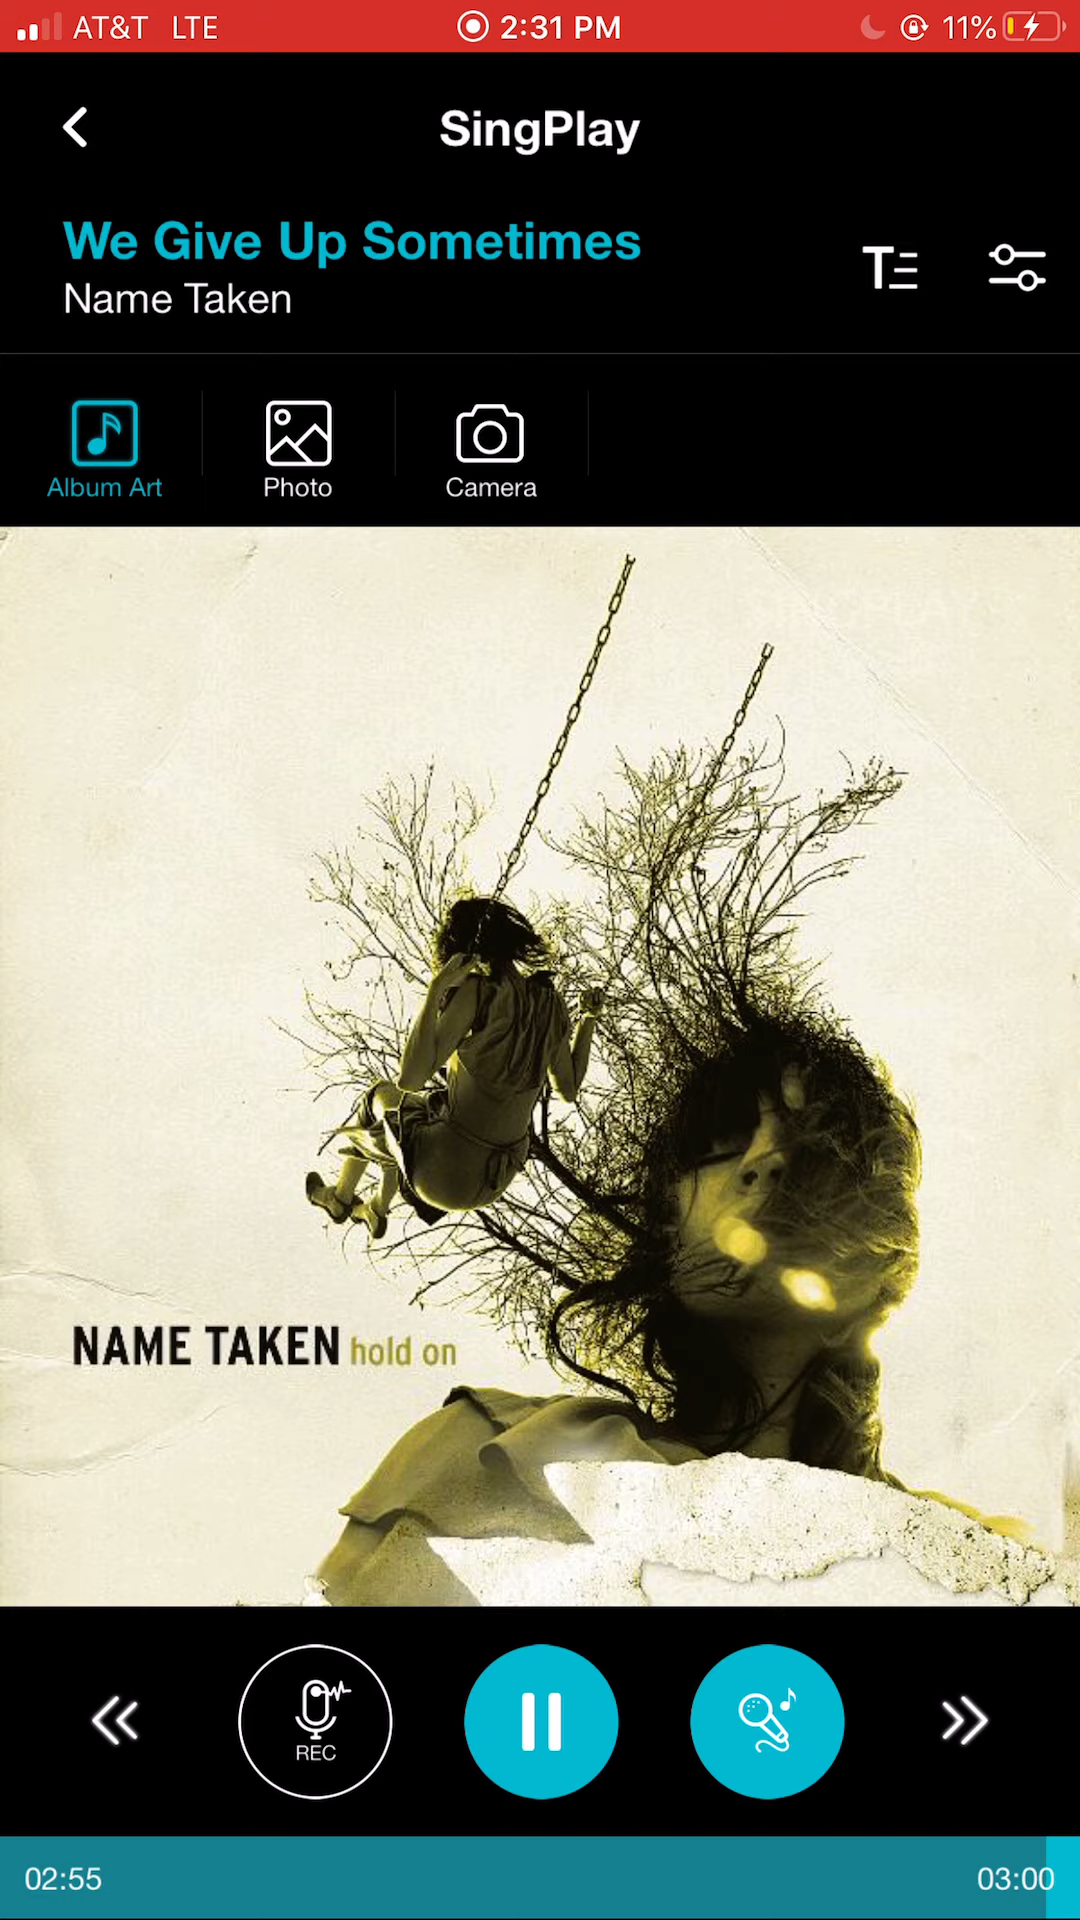 AT&T LTE 2:31 PM 11%
SingPlay
We Give Up Sometimes
Name Taken
Album Art Photo Camera
NAME TAKEN hold on
REC
02:55 03:00